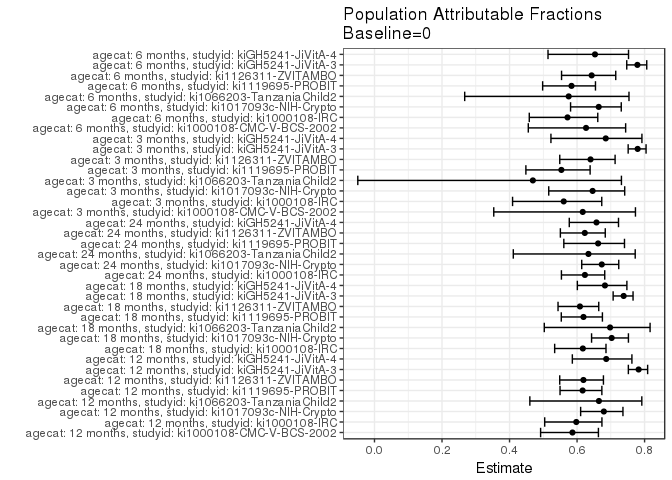 Population Attributable Fractions
Baseline=0
agecat: 6 months, studyid: kiGH5241-JiVitA-4
agecat: 6 months, studyid: kiGH5241-JiVitA-3
agecat: 6 months, studyid: ki1126311-ZVITAMBO
agecat: 6 months, studyid: ki1119695-PROBIT
agecat: 6 months, studyid: ki1066203-TanzaniaChild2
agecat: 6 months, studyid: ki1017093c-NIH-Crypto
agecat: 6 months, studyid: ki1000108-IRC
agecat: 6 months, studyid: ki1000108-CMC-V-BCS-2002
agecat: 3 months, studyid: kiGH5241-JiVitA-4
agecat: 3 months, studyid: kiGH5241-JiVitA-3
agecat: 3 months, studyid: ki1126311-ZVITAMBO
agecat: 3 months, studyid: ki1119695-PROBIT
agecat: 3 months, studyid: ki1066203-TanzaniaChild2
agecat: 3 months, studyid: ki1017093c-NIH-Crypto
agecat: 3 months, studyid: ki1000108-IRC
agecat: 3 months, studyid: ki1000108-CMC-V-BCS-2002
agecat: 24 months, studyid: kiGH5241-JiVitA-4
agecat: 24 months, studyid: ki1126311-ZVITAMBO
agecat: 24 months, studyid: ki1119695-PROBIT
agecat: 24 months, studyid: ki1066203-TanzaniaChild2
agecat: 24 months, studyid: ki1017093c-NIH-Crypto
agecat: 24 months, studyid: ki1000108-IRC
agecat: 18 months, studyid: kiGH5241-JiVitA-4
agecat: 18 months, studyid: kiGH5241-JiVitA-3
agecat: 18 months, studyid: ki1126311-ZVITAMBO
agecat: 18 months, studyid: ki1119695-PROBIT
agecat: 18 months, studyid: ki1066203-TanzaniaChild2
agecat: 18 months, studyid: ki1017093c-NIH-Crypto
agecat: 18 months, studyid: ki1000108-IRC
agecat: 12 months, studyid: kiGH5241-JiVitA-4
agecat: 12 months, studyid: kiGH5241-JiVitA-3
agecat: 12 months, studyid: ki1126311-ZVITAMBO
agecat: 12 months, studyid: ki1119695-PROBIT
agecat: 12 months, studyid: ki1066203-TanzaniaChild2
agecat: 12 months, studyid: ki1017093c-NIH-Crypto
agecat: 12 months, studyid: ki1000108-IRC
agecat: 12 months, studyid: ki1000108-CMC-V-BCS-2002
0.0 0.2 0.4 0.6 0.8
Estimate